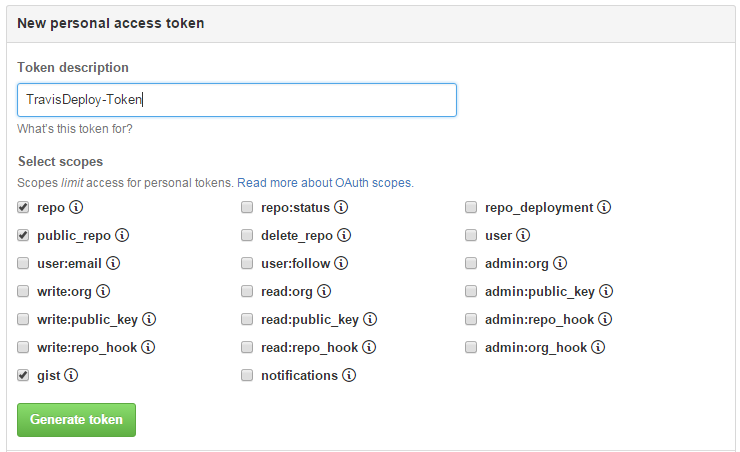 New personal access token
Token description
TravisDeploy-Token
What's this token for?
Select scopes
Scopes limit access for personal tokens. Read more about OAuth scopes.
repo repo:status repo_deployment
public_repo delete_repo user
user:email user:follow admin:org
write:org read:org admin:public_key
write:public_key read:public_key admin:repo_hook
write:repo_hook read:repo_hook admin:org_hook
gist notifications
Generate token